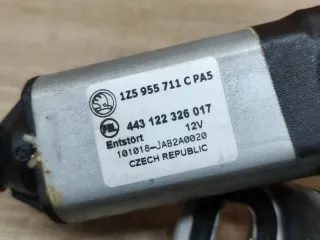 1Z5 955 711 C PA5
443 122 326 017
Entstört 12V
101018-JAB2A0020
CZECH REPUBLIC